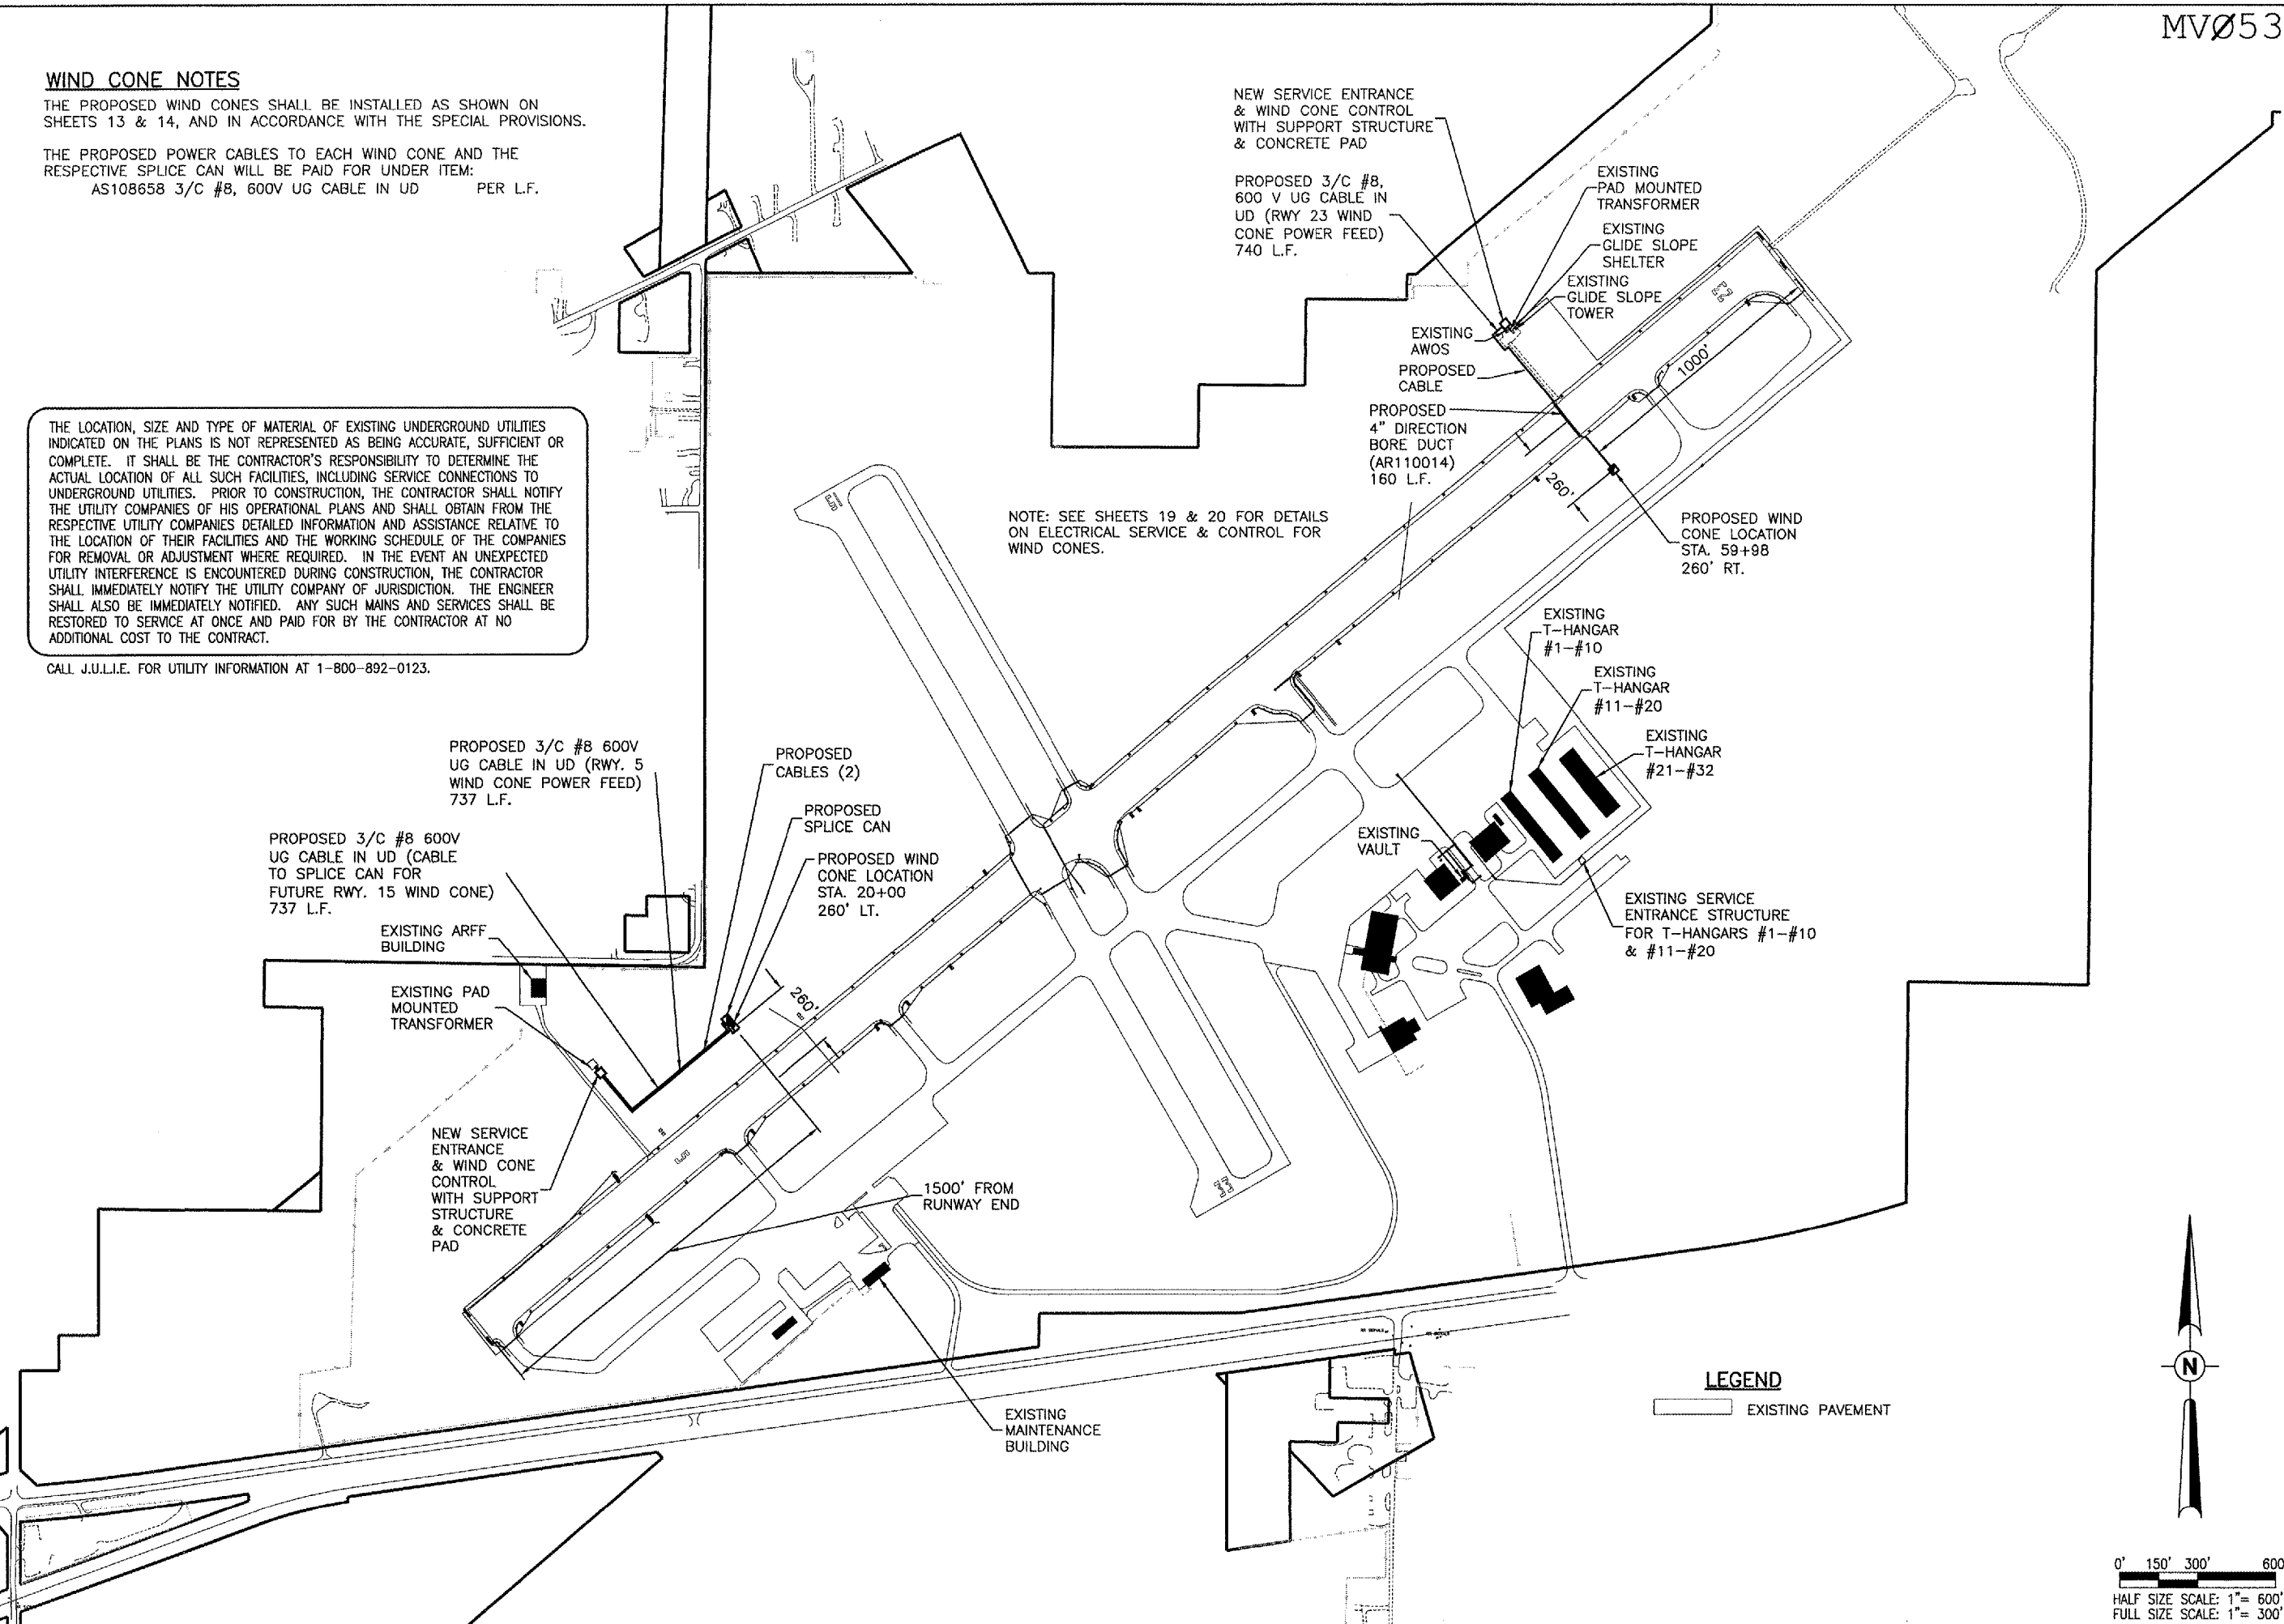 MVØ53
WIND CONE NOTES
THE PROPOSED WIND CONES SHALL BE INSTALLED AS SHOWN ON
SHEETS 13 & 14, AND IN ACCORDANCE WITH THE SPECIAL PROVISIONS.
THE PROPOSED POWER CABLES TO EACH WIND CONE AND THE
RESPECTIVE SPLICE CAN WILL BE PAID FOR UNDER ITEM:
AS108658 3/C #8, 600V UG CABLE IN UD PER L.F.
THE LOCATION, SIZE AND TYPE OF MATERIAL OF EXISTING UNDERGROUND UTILITIES
INDICATED ON THE PLANS IS NOT REPRESENTED AS BEING ACCURATE, SUFFICIENT OR
COMPLETE. IT SHALL BE THE CONTRACTOR'S RESPONSIBILITY TO DETERMINE THE
ACTUAL LOCATION OF ALL SUCH FACILITIES, INCLUDING SERVICE CONNECTIONS TO
UNDERGROUND UTILITIES. PRIOR TO CONSTRUCTION, THE CONTRACTOR SHALL NOTIFY
THE UTILITY COMPANIES OF HIS OPERATIONAL PLANS AND SHALL OBTAIN FROM THE
RESPECTIVE UTILITY COMPANIES DETAILED INFORMATION AND ASSISTANCE RELATIVE TO
THE LOCATION OF THEIR FACILITIES AND THE WORKING SCHEDULE OF THE COMPANIES
FOR REMOVAL OR ADJUSTMENT WHERE REQUIRED. IN THE EVENT AN UNEXPECTED
UTILITY INTERFERENCE IS ENCOUNTERED DURING CONSTRUCTION, THE CONTRACTOR
SHALL IMMEDIATELY NOTIFY THE UTILITY COMPANY OF JURISDICTION. THE ENGINEER
SHALL ALSO BE IMMEDIATELY NOTIFIED. ANY SUCH MAINS AND SERVICES SHALL BE
RESTORED TO SERVICE AT ONCE AND PAID FOR BY THE CONTRACTOR AT NO
ADDITIONAL COST TO THE CONTRACT.
CALL J.U.L.I.E. FOR UTILITY INFORMATION AT 1-800-892-0123.
NEW SERVICE ENTRANCE
& WIND CONE CONTROL
WITH SUPPORT STRUCTURE
& CONCRETE PAD
PROPOSED 3/C #8,
600 V UG CABLE IN
UD (RWY 23 WIND
CONE POWER FEED)
740 L.F.
EXISTING
PAD MOUNTED
TRANSFORMER
EXISTING
GLIDE SLOPE
SHELTER
EXISTING
GLIDE SLOPE
TOWER
EXISTING
AWOS
PROPOSED
CABLE
PROPOSED
4" DIRECTION
BORE DUCT
(AR110014)
160 L.F.
23
1000'
260'
PROPOSED WIND
CONE LOCATION
STA. 59+98
260' RT.
NOTE: SEE SHEETS 19 & 20 FOR DETAILS
ON ELECTRICAL SERVICE & CONTROL FOR
WIND CONES.
15
EXISTING
T-HANGAR
#1-#10
EXISTING
T-HANGAR
#11-#20
EXISTING
T-HANGAR
#21-#32
EXISTING
VAULT
EXISTING SERVICE
ENTRANCE STRUCTURE
FOR T-HANGARS #1-#10
& #11-#20
PROPOSED 3/C #8 600V
UG CABLE IN UD (RWY. 5
WIND CONE POWER FEED)
737 L.F.
PROPOSED
CABLES (2)
PROPOSED
SPLICE CAN
PROPOSED WIND
CONE LOCATION
STA. 20+00
260' LT.
PROPOSED 3/C #8 600V
UG CABLE IN UD (CABLE
TO SPLICE CAN FOR
FUTURE RWY. 15 WIND CONE)
737 L.F.
EXISTING ARFF
BUILDING
EXISTING PAD
MOUNTED
TRANSFORMER
260'
NEW SERVICE
ENTRANCE
& WIND CONE
CONTROL
WITH SUPPORT
STRUCTURE
& CONCRETE
PAD
5
33
1500' FROM
RUNWAY END
EXISTING
MAINTENANCE
BUILDING
LEGEND
EXISTING PAVEMENT
N
0' 150' 300' 600
HALF SIZE SCALE: 1"= 600'
FULL SIZE SCALE: 1"= 300'